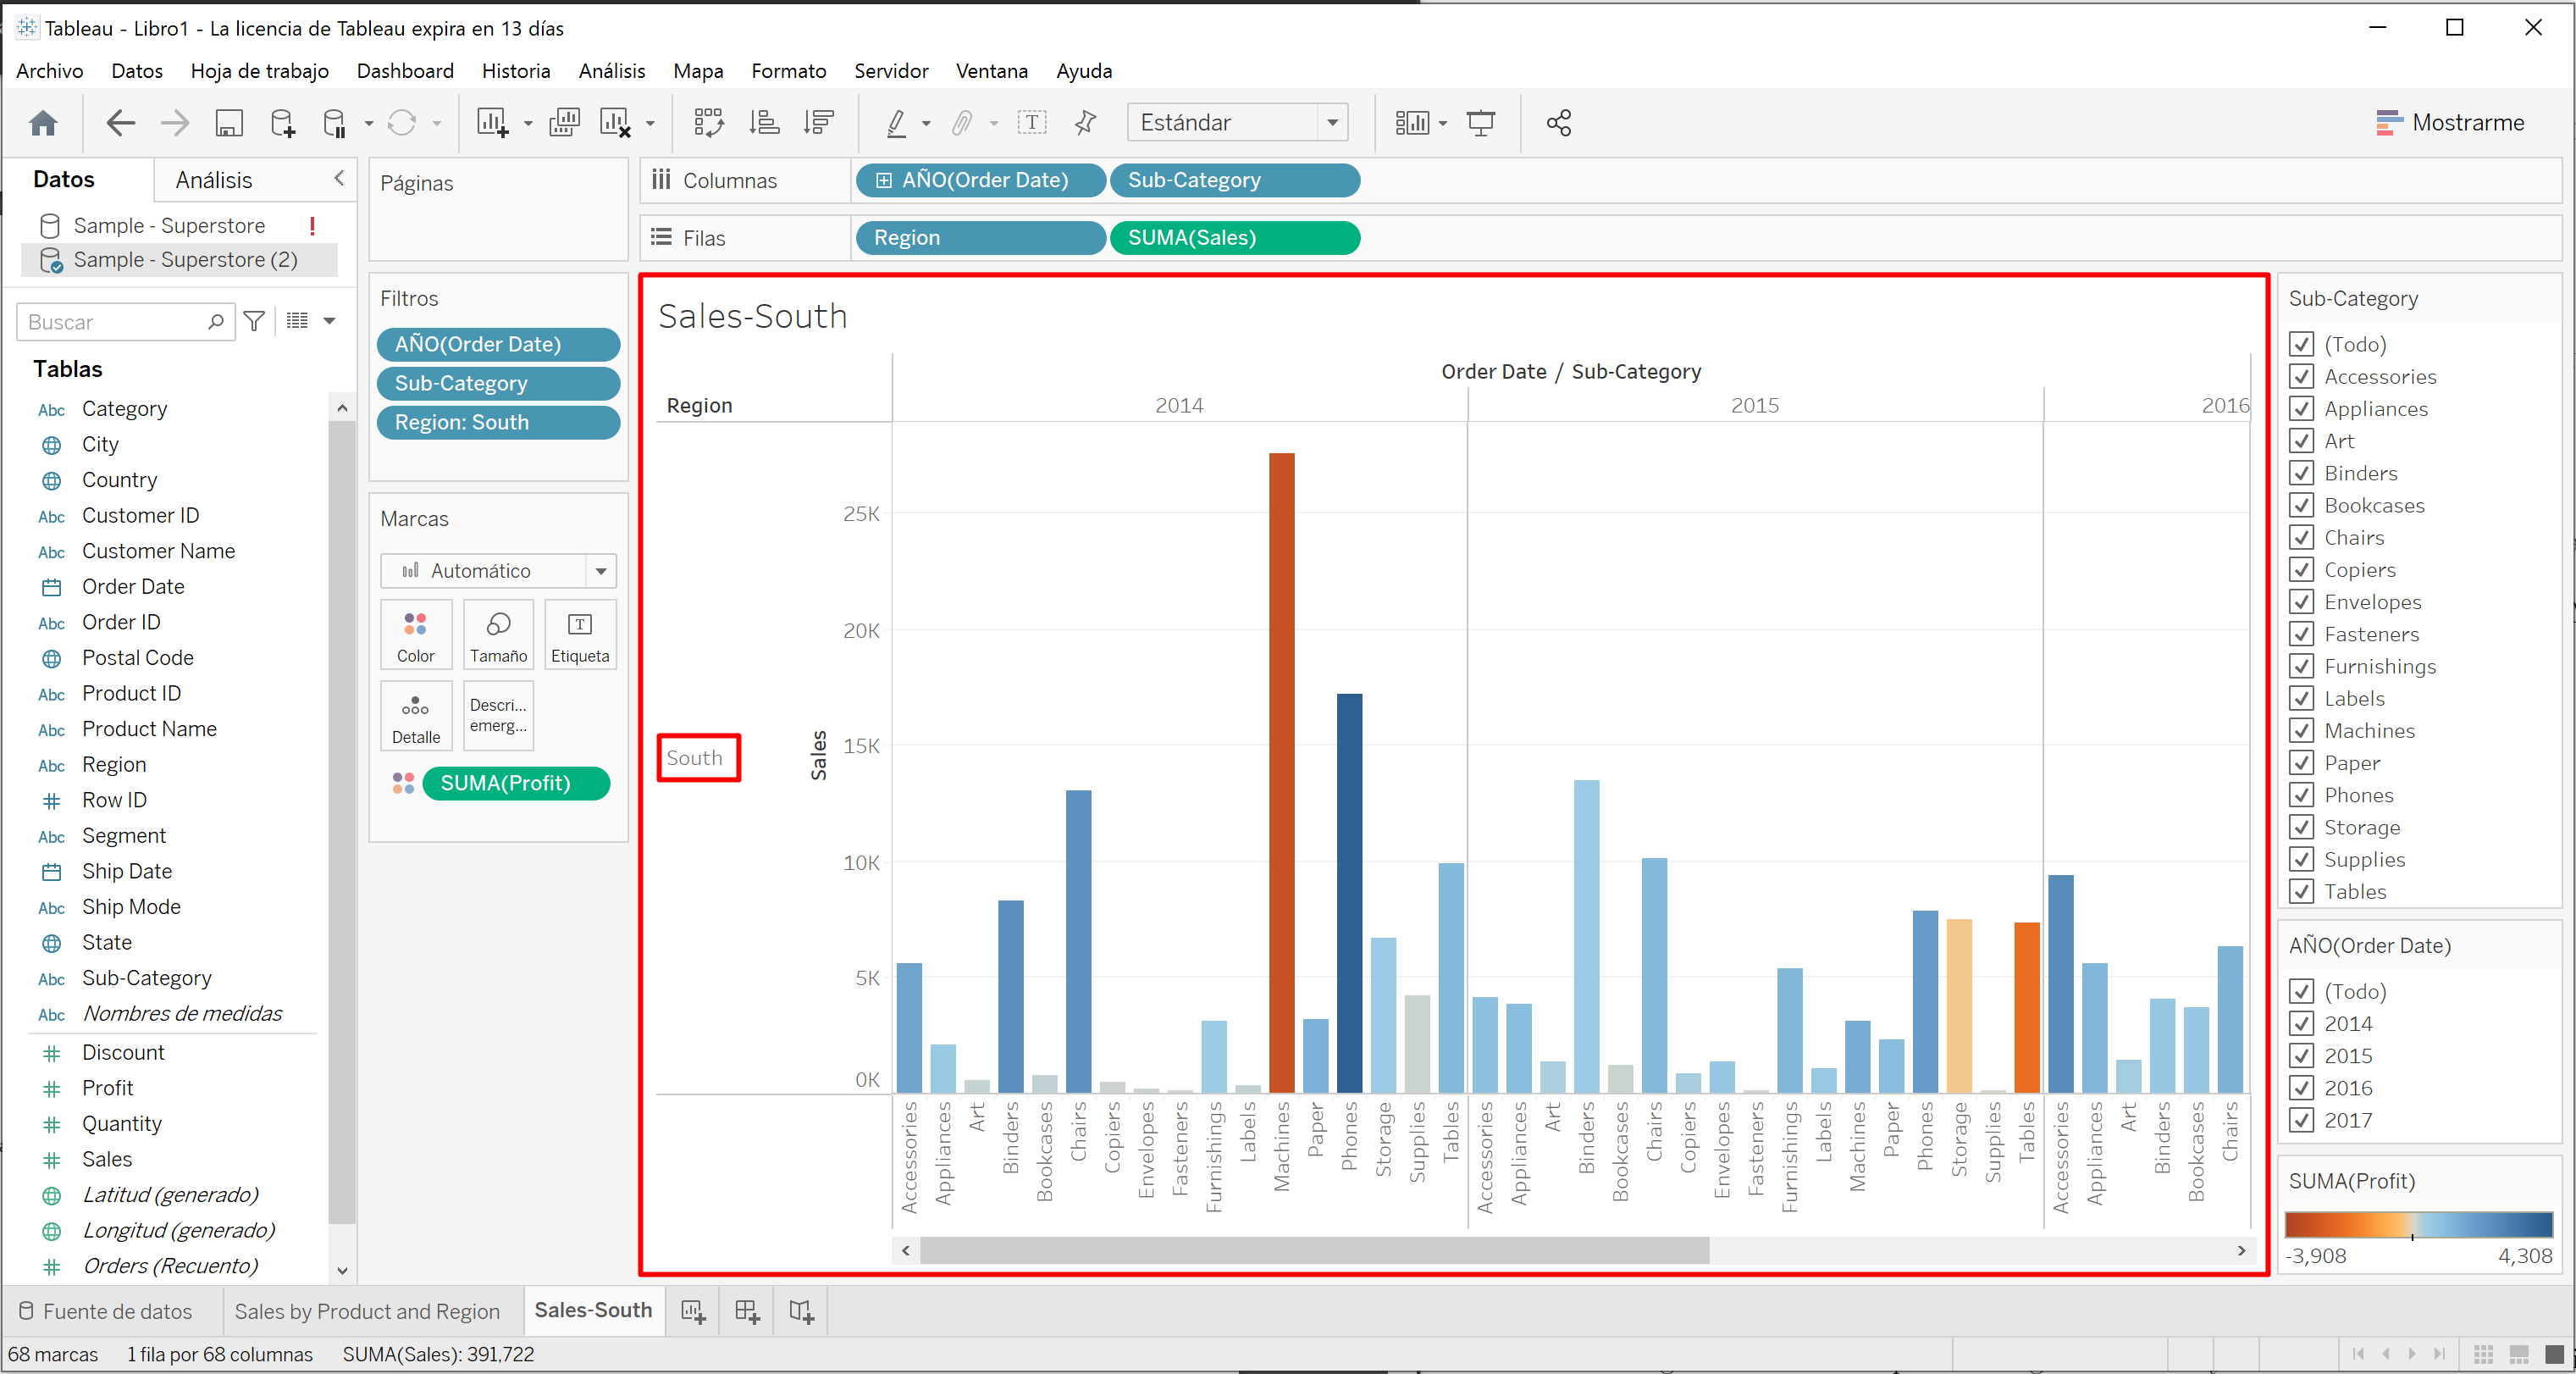 Tableau - Libro1 - La licencia de Tableau expira en 13 días
Archivo Datos Hoja de trabajo Dashboard Historia Análisis Mapa Formato Servidor Ventana Ayuda
Estándar
Mostrarme
Datos
Análisis
Sample - Superstore
Sample - Superstore (2)
Buscar
Tablas
Abc Category
City
Country
Abc Customer ID
Abc Customer Name
Order Date
Abc Order ID
Postal Code
Abc Product ID
Abc Product Name
Abc Region
Row ID
Abc Segment
Ship Date
Abc Ship Mode
State
Abc Sub-Category
Abc Nombres de medidas
Discount
Profit
Quantity
Sales
Latitud (generado)
Longitud (generado)
Orders (Recuento)
Páginas
Filtros
AÑO(Order Date)
Sub-Category
Region: South
Marcas
Automático
Color
Tamaño
Etiqueta
Detalle
Descri...
emerg...
SUMA(Profit)
Columnas
AÑO(Order Date)
Sub-Category
Filas
Region
SUMA(Sales)
Sales-South
Order Date / Sub-Category
Region
2014
2015
2016
South
Sales
25K
20K
15K
10K
5K
0K
Accessories
Appliances
Art
Binders
Bookcases
Chairs
Copiers
Envelopes
Fasteners
Furnishings
Labels
Machines
Paper
Phones
Storage
Supplies
Tables
Accessories
Appliances
Art
Binders
Bookcases
Chairs
Copiers
Envelopes
Fasteners
Furnishings
Labels
Machines
Paper
Phones
Storage
Supplies
Tables
Accessories
Appliances
Art
Binders
Bookcases
Chairs
Sub-Category
(Todo)
Accessories
Appliances
Art
Binders
Bookcases
Chairs
Copiers
Envelopes
Fasteners
Furnishings
Labels
Machines
Paper
Phones
Storage
Supplies
Tables
AÑO(Order Date)
(Todo)
2014
2015
2016
2017
SUMA(Profit)
-3,908
4,308
Fuente de datos
Sales by Product and Region
Sales-South
68 marcas
1 fila por 68 columnas
SUMA(Sales): 391,722